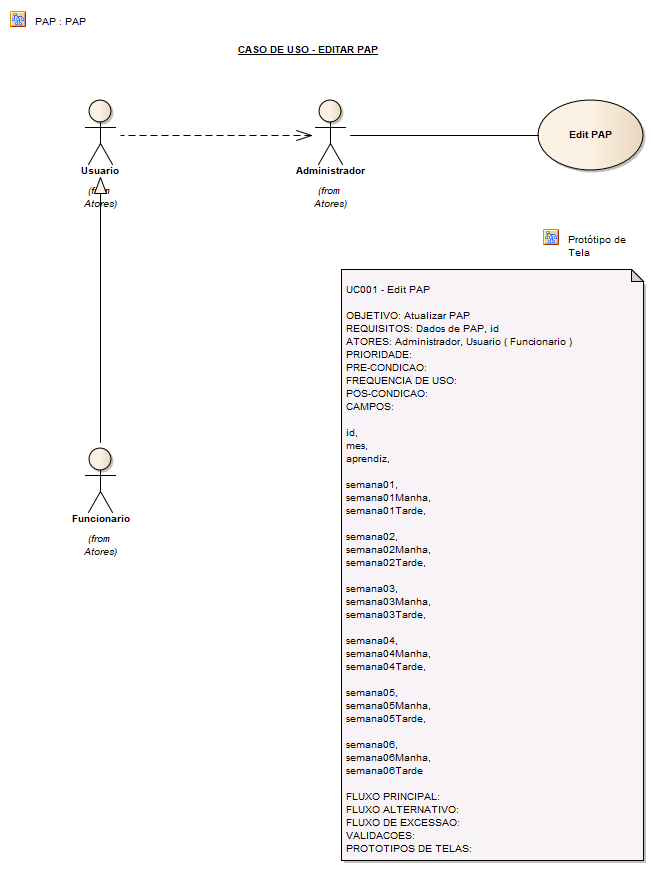 PAP : PAP
CASO DE USO - EDITAR PAP
Usuario
(from
Atores)
Administrador
(from
Atores)
Edit PAP
Protótipo de
Tela
UC001 - Edit PAP
OBJETIVO: Atualizar PAP
REQUISITOS: Dados de PAP, id
ATORES: Administrador, Usuario ( Funcionario )
PRIORIDADE:
PRE-CONDICAO:
FREQUENCIA DE USO:
POS-CONDICAO:
CAMPOS:
id,
mes,
aprendiz,
semana01,
semana01Manha,
semana01Tarde,
semana02,
semana02Manha,
semana02Tarde,
semana03,
semana03Manha,
semana03Tarde,
semana04,
semana04Manha,
semana04Tarde,
semana05,
semana05Manha,
semana05Tarde,
semana06,
semana06Manha,
semana06Tarde
FLUXO PRINCIPAL:
FLUXO ALTERNATIVO:
FLUXO DE EXCESSAO:
VALIDACOES:
PROTOTIPOS DE TELAS:
Funcionario
(from
Atores)